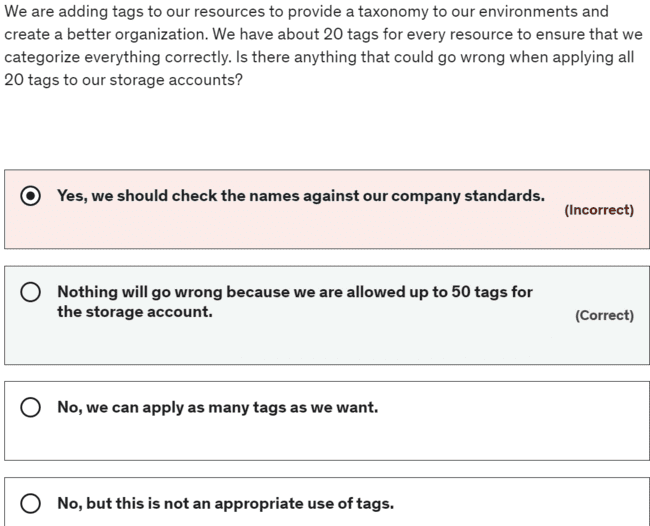 We are adding tags to our resources to provide a taxonomy to our environments and
create a better organization. We have about 20 tags for every resource to ensure that we
categorize everything correctly. Is there anything that could go wrong when applying all
20 tags to our storage accounts?
Yes, we should check the names against our company standards.
(Incorrect)
Nothing will go wrong because we are allowed up to 50 tags for
the storage account.
(Correct)
No, we can apply as many tags as we want.
No, but this is not an appropriate use of tags.